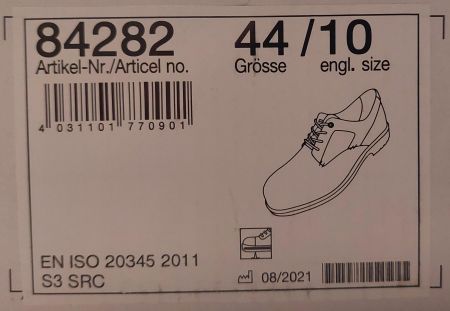 84282 44 / 10
Artikel-Nr./Articel no. Grösse engl. size
4 031101 770901
EN ISO 20345 2011
S3 SRC
08/2021